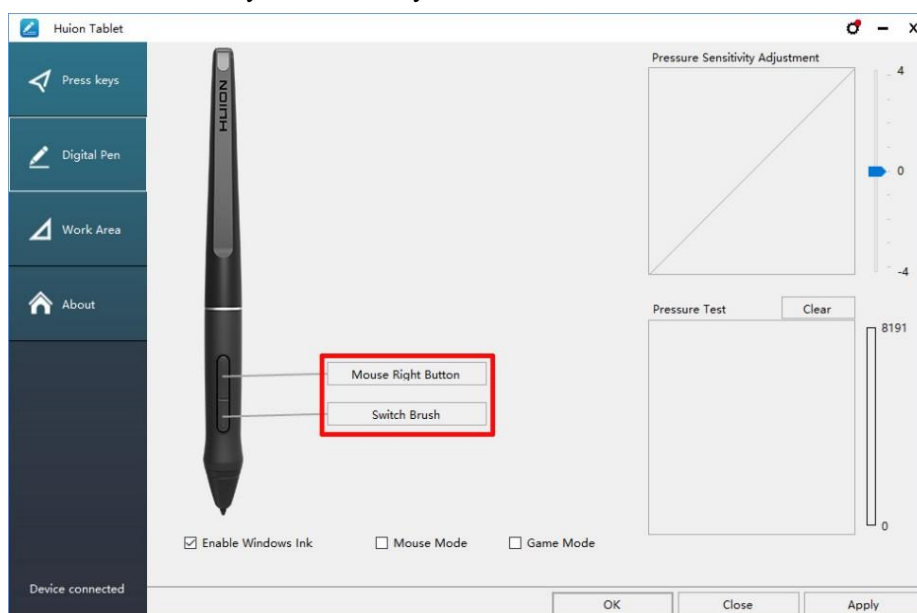 Huion Tablet
Press keys
Digital Pen
Work Area
About
Device connected
HUION
Mouse Right Button
Switch Brush
Enable Windows Ink
Mouse Mode
Game Mode
Pressure Sensitivity Adjustment
4
0
-4
Pressure Test
Clear
8191
0
OK
Close
Apply